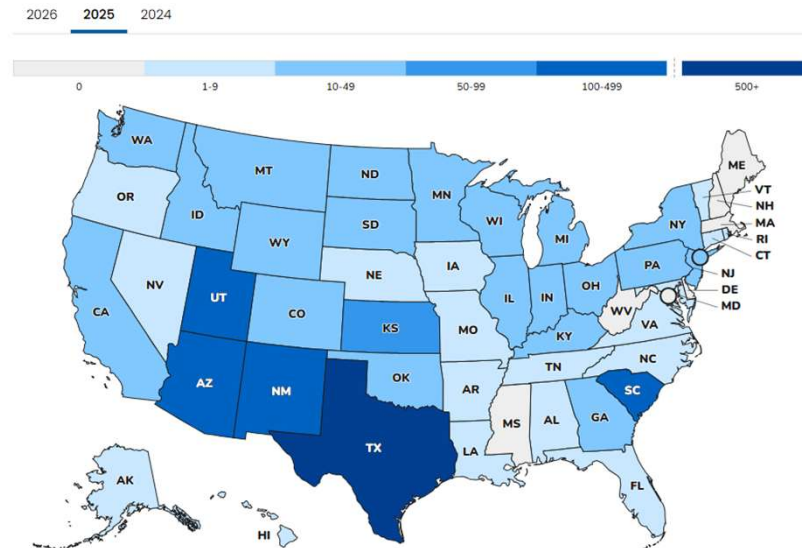 2026 2025 2024
0 1-9 10-49 50-99 100-499 500+
WA MT ND MN ME
OR ID SD WI MI NY VT
NH
MA
WY RI
CT
NV NE IA PA NJ
UT CO IL IN OH DE
CA KS MO WV VA MD
KY
AZ NM OK AR TN NC
SC
TX LA MS AL GA
AK HI FL